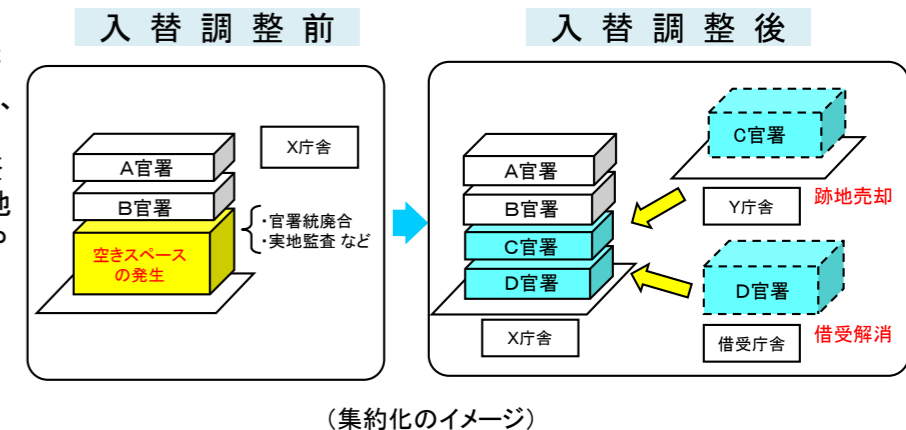 入替調整前
入替調整後
、
A官署
B官署
空きスペース
の発生
X庁舎
・官署統廃合
・実地監査 など
A官署
B官署
C官署
D官署
X庁舎
C官署
Y庁舎
跡地売却
D官署
借受庁舎
借受解消
（集約化のイメージ）